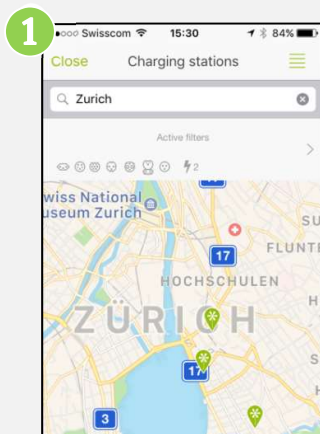 1
Swisscom 15:30 84%
Close Charging stations
Zurich
Active filters
2
wiss National
useum Zurich
17
SU
FLUNTE
HOCHSCHULEN
H
ZÜRICH
S
17
3